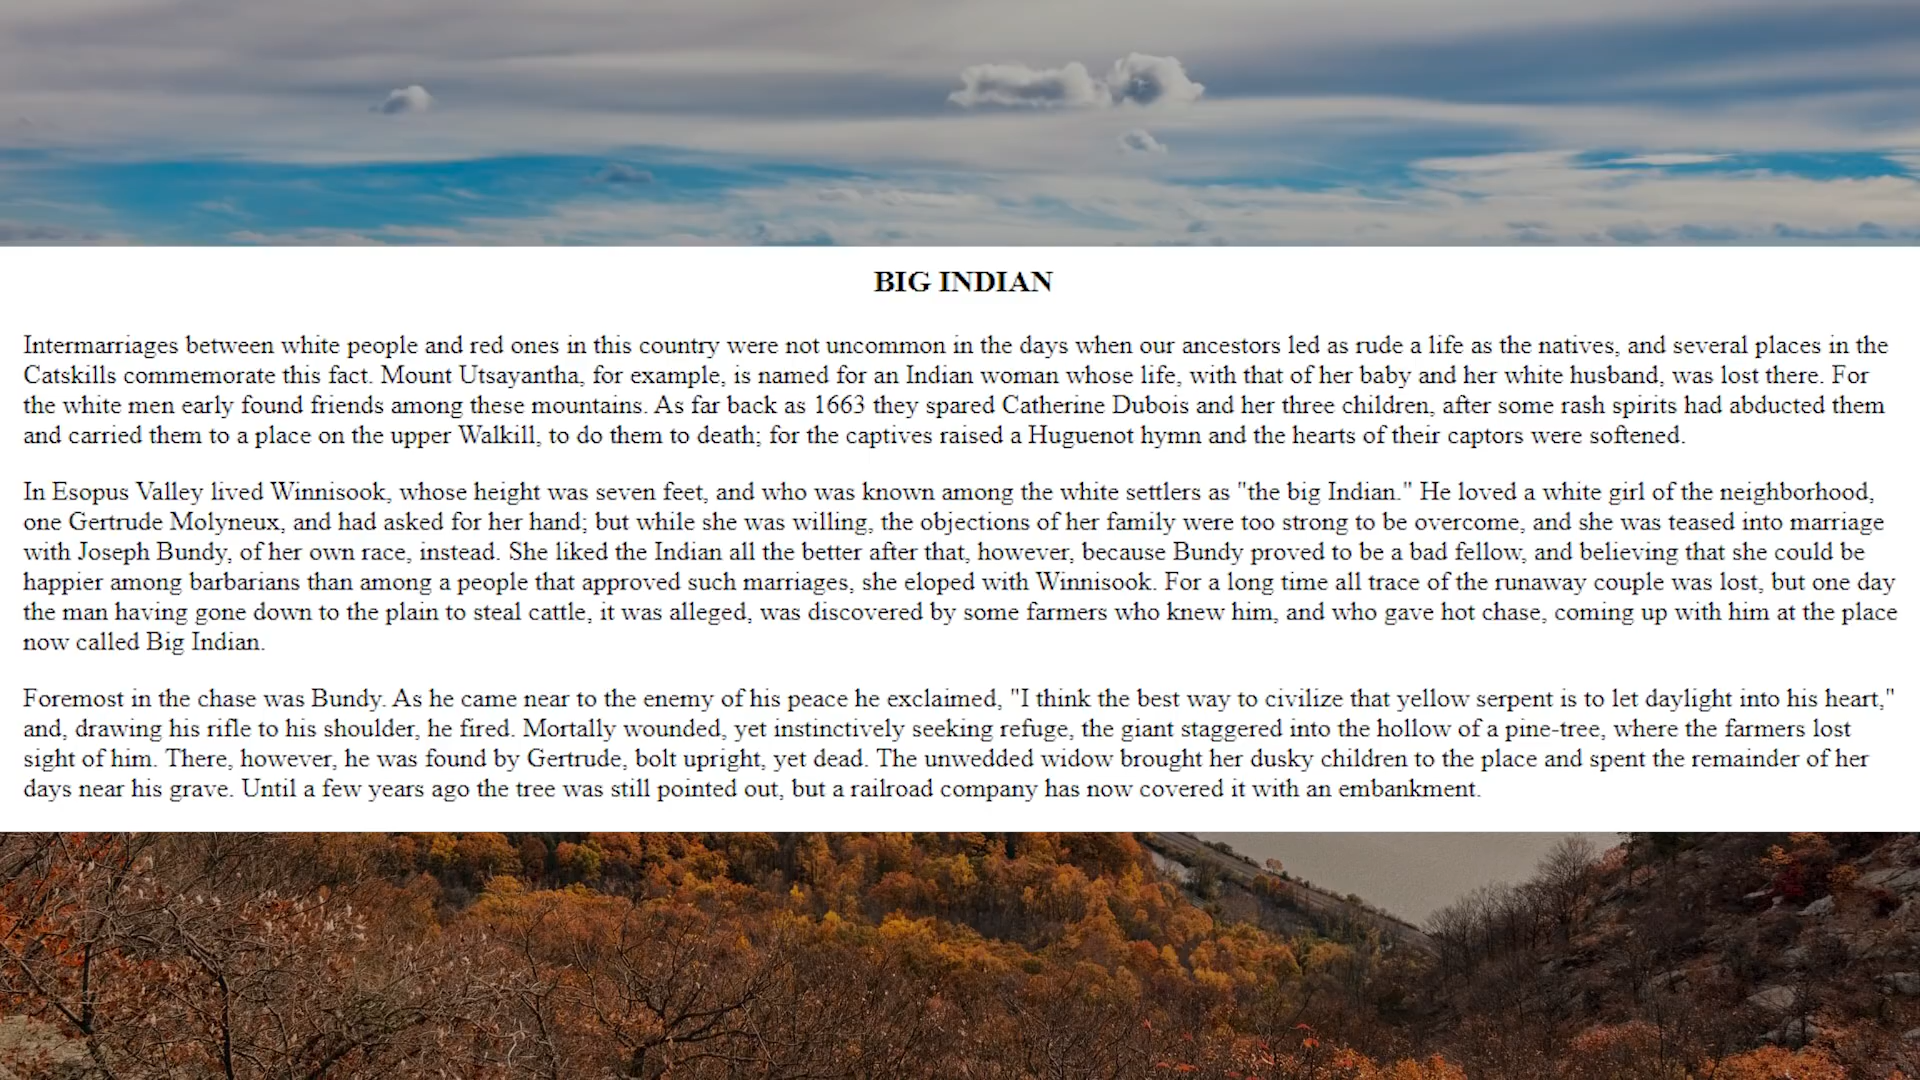 BIG INDIAN
Intermarriages between white people and red ones in this country were not uncommon in the days when our ancestors led as rude a life as the natives, and several places in the
Catskills commemorate this fact. Mount Utsayantha, for example, is named for an Indian woman whose life, with that of her baby and her white husband, was lost there. For
the white men early found friends among these mountains. As far back as 1663 they spared Catherine Dubois and her three children, after some rash spirits had abducted them
and carried them to a place on the upper Walkill, to do them to death; for the captives raised a Huguenot hymn and the hearts of their captors were softened.
In Esopus Valley lived Winnisook, whose height was seven feet, and who was known among the white settlers as "the big Indian." He loved a white girl of the neighborhood,
one Gertrude Molyneux, and had asked for her hand; but while she was willing, the objections of her family were too strong to be overcome, and she was teased into marriage
with Joseph Bundy, of her own race, instead. She liked the Indian all the better after that, however, because Bundy proved to be a bad fellow, and believing that she could be
happier among barbarians than among a people that approved such marriages, she eloped with Winnisook. For a long time all trace of the runaway couple was lost, but one day
the man having gone down to the plain to steal cattle, it was alleged, was discovered by some farmers who knew him, and who gave hot chase, coming up with him at the place
now called Big Indian.
Foremost in the chase was Bundy. As he came near to the enemy of his peace he exclaimed, "I think the best way to civilize that yellow serpent is to let daylight into his heart,"
and, drawing his rifle to his shoulder, he fired. Mortally wounded, yet instinctively seeking refuge, the giant staggered into the hollow of a pine-tree, where the farmers lost
sight of him. There, however, he was found by Gertrude, bolt upright, yet dead. The unwedded widow brought her dusky children to the place and spent the remainder of her
days near his grave. Until a few years ago the tree was still pointed out, but a railroad company has now covered it with an embankment.